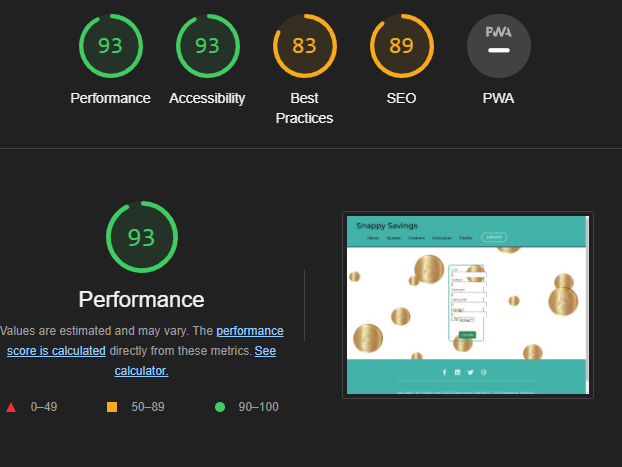 93
93
83
89
PWA
Performance
Accessibility
Best
Practices
SEO
PWA
93
Performance
Values are estimated and may vary. The performance
score is calculated directly from these metrics. See
calculator.
0–49
50–89
90–100
Snappy Savings